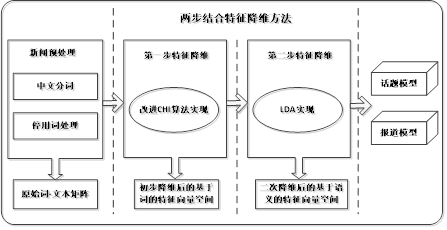 两步结合特征降维方法
新闻预处理
中文分词
停用词处理
原始词-文本矩阵
第一步特征降维
改进CHI算法实现
初步降维后的基于
词的特征向量空间
第二步特征降维
LDA实现
二次降维后的基于语
义的特征向量空间
话题模型
报道模型